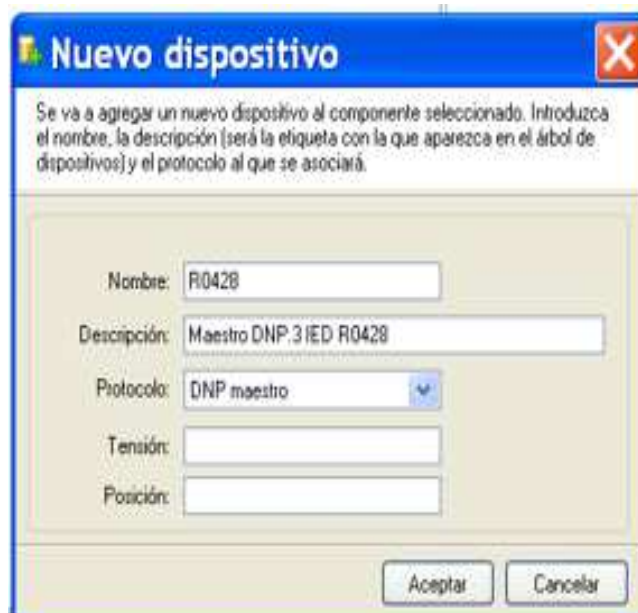 Nuevo dispositivo
Se va a agregar un nuevo dispositivo al componente seleccionado. Introduzca
el nombre, la descripción (será la etiqueta con la que aparezca en el árbol de
dispositivos) y el protocolo al que se asociará.
Nombre: R0428
Descripción: Maestro DNP.3 IED R0428
Protocolo: DNP maestro
Tensión:
Posición:
Aceptar Cancelar